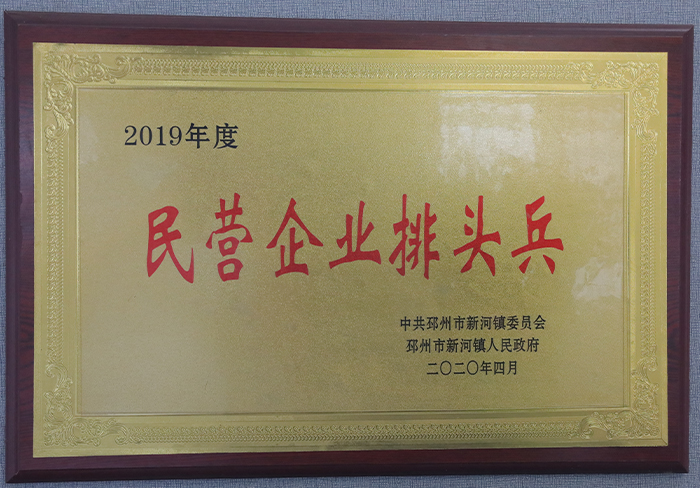 2019年度
民营企业排头兵
中共邳州市新河镇委员会
邳州市新河镇人民政府
二〇二〇年四月